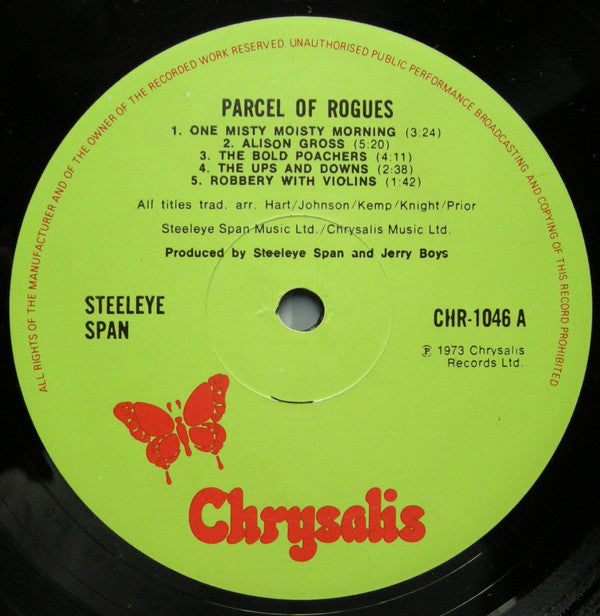 ALL RIGHTS OF THE MANUFACTURER AND OF THE OWNER OF THE RECORDED WORK RESERVED. UNAUTHORISED PUBLIC PERFORMANCE BROADCASTING AND COPYING OF THIS RECORD PROHIBITED
PARCEL OF ROGUES
1. ONE MISTY MOISTY MORNING (3:24)
2. ALISON GROSS (5:20)
3. THE BOLD POACHERS (4:11)
4. THE UPS AND DOWNS (2:38)
5. ROBBERY WITH VIOLINS (1:42)
All titles trad. arr. Hart/Johnson/Kemp/Knight/Prior
Steeleye Span Music Ltd./Chrysalis Music Ltd.
Produced by Steeleye Span and Jerry Boys
STEELEYE
SPAN
CHR-1046 A
℗ 1973 Chrysalis
Records Ltd.
Chrysalis